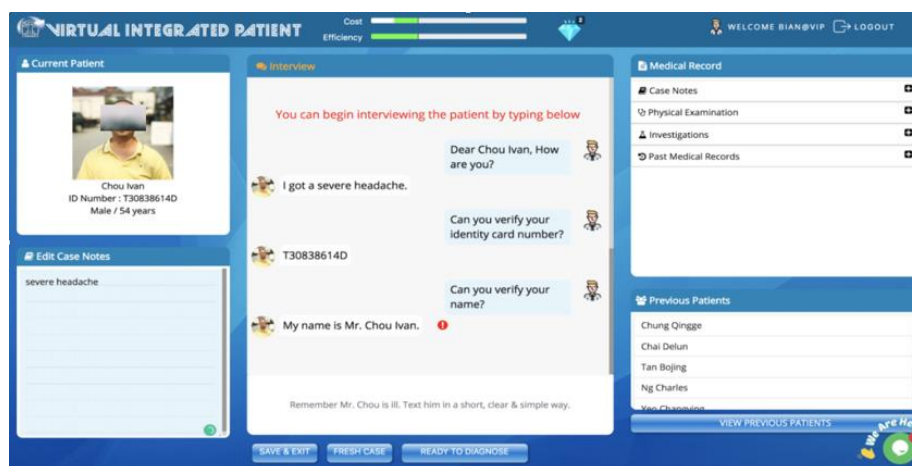 VIRTUAL INTEGRATED PATIENT
Cost
Efficiency
WELCOME BIAN@VIP
LOGOUT
Current Patient
Chou Ivan
ID Number : T30838614D
Male / 54 years
Edit Case Notes
severe headache
Interview
You can begin interviewing the patient by typing below
Dear Chou Ivan, How
are you?
I got a severe headache.
Can you verify your
identity card number?
T30838614D
Can you verify your
name?
My name is Mr. Chou Ivan.
Remember Mr. Chou is ill. Text him in a short, clear & simple way.
SAVE & EXIT
FRESH CASE
READY TO DIAGNOSE
Medical Record
Case Notes
Physical Examination
Investigations
Past Medical Records
Previous Patients
Chung Qingge
Chai Delun
Tan Bojing
Ng Charles
VIEW PREVIOUS PATIENTS
We Are He